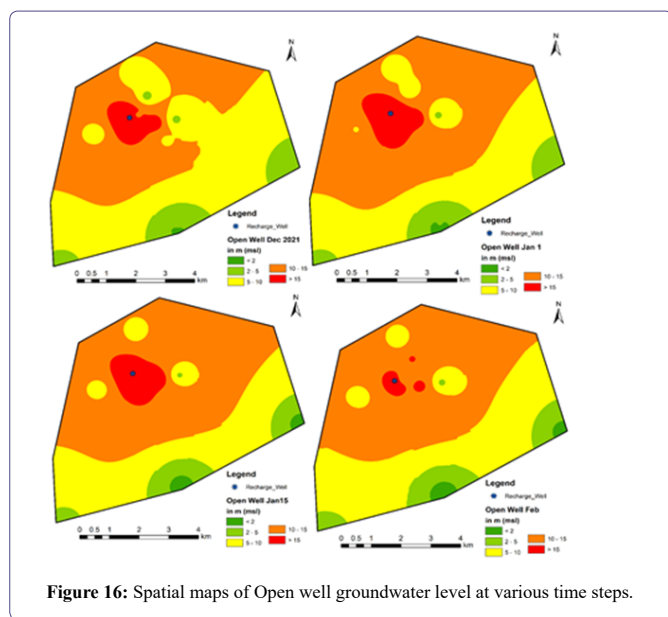 N
Legend
Recharge_Well
Open Well Dec 2021
in m (msl)
< 2
2 - 5
5 - 10
10 - 15
> 15
0 0.5 1 2 3 4
km
N
Legend
Recharge_Well
Open Well Jan 1
in m (msl)
< 2
2 - 5
5 - 10
10 - 15
> 15
0 0.5 1 2 3 4
km
N
Legend
Recharge_Well
Open Well Jan15
in m (msl)
< 2
2 - 5
5 - 10
10 - 15
> 15
0 0.5 1 2 3 4
km
N
Legend
Recharge_Well
Open Well Feb
in m (msl)
< 2
2 - 5
5 - 10
10 - 15
> 15
0 0.5 1 2 3 4
km
Figure 16: Spatial maps of Open well groundwater level at various time steps.